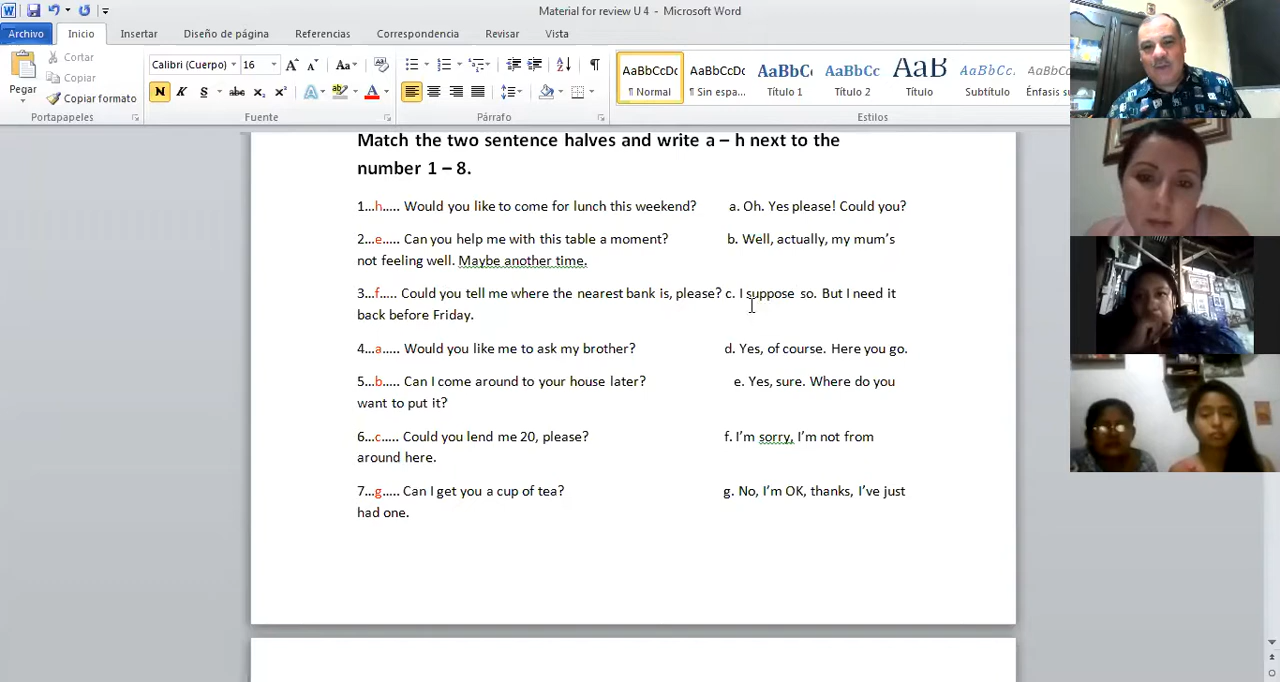 Material for review U 4 - Microsoft Word
Archivo Inicio Insertar Diseño de página Referencias Correspondencia Revisar Vista
Cortar
Copiar
Copiar formato
Pegar
Portapapeles
Calibri (Cuerpo) 16
N K S abc x₂ x²
Fuente
Párrafo
AaBbCcDc AaBbCcDc AaBbC AaBbCc AaB AaBbCc. AaBbCc
¶ Normal ¶ Sin espa... Título 1 Título 2 Título Subtítulo Énfasis su
Estilos
Match the two sentence halves and write a – h next to the
number 1 – 8.
1...h..... Would you like to come for lunch this weekend? a. Oh. Yes please! Could you?
2...e..... Can you help me with this table a moment? b. Well, actually, my mum's
not feeling well. Maybe another time.
3...f..... Could you tell me where the nearest bank is, please? c. I suppose so. But I need it
back before Friday.
4...a..... Would you like me to ask my brother? d. Yes, of course. Here you go.
5...b..... Can I come around to your house later? e. Yes, sure. Where do you
want to put it?
6...c..... Could you lend me 20, please? f. I'm sorry, I'm not from
around here.
7...g..... Can I get you a cup of tea? g. No, I'm OK, thanks, I've just
had one.